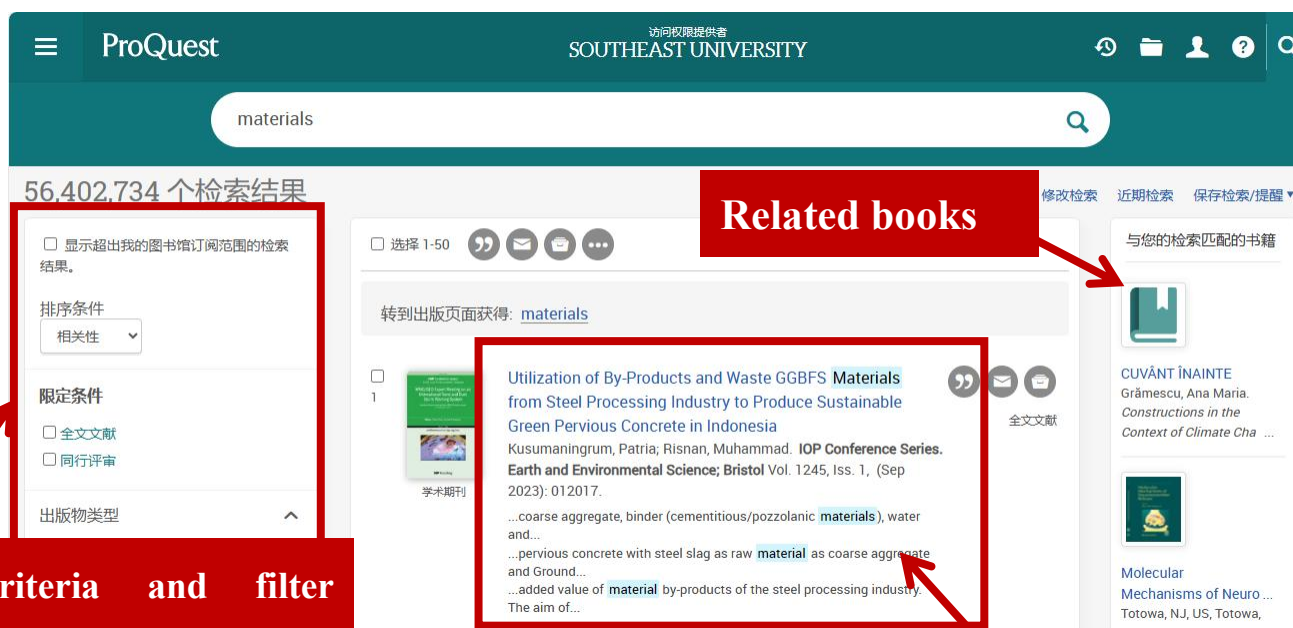 ProQuest
访问权限提供者
SOUTHEAST UNIVERSITY
materials
56,402,734 个检索结果
修改检索 近期检索 保存检索/提醒
Related books
显示超出我的图书馆订阅范围的检索
结果。
排序条件
相关性
限定条件
全文文献
同行评审
出版物类型
riteria and filter
选择 1-50
转到出版页面获得: materials
1
学术期刊
Utilization of By-Products and Waste GGBFS Materials
from Steel Processing Industry to Produce Sustainable
Green Pervious Concrete in Indonesia
Kusumaningrum, Patria; Risnan, Muhammad. IOP Conference Series.
Earth and Environmental Science; Bristol Vol. 1245, Iss. 1, (Sep
2023): 012017.
...coarse aggregate, binder (cementitious/pozzolanic materials), water
and...
...pervious concrete with steel slag as raw material as coarse aggregate
and Ground...
...added value of material by-products of the steel processing industry.
The aim of...
全文文献
与您的检索匹配的书籍
CUVÂNT ÎNAINTE
Grămescu, Ana Maria.
Constructions in the
Context of Climate Cha ...
Molecular
Mechanisms of Neuro ...
Totowa, NJ, US, Totowa,